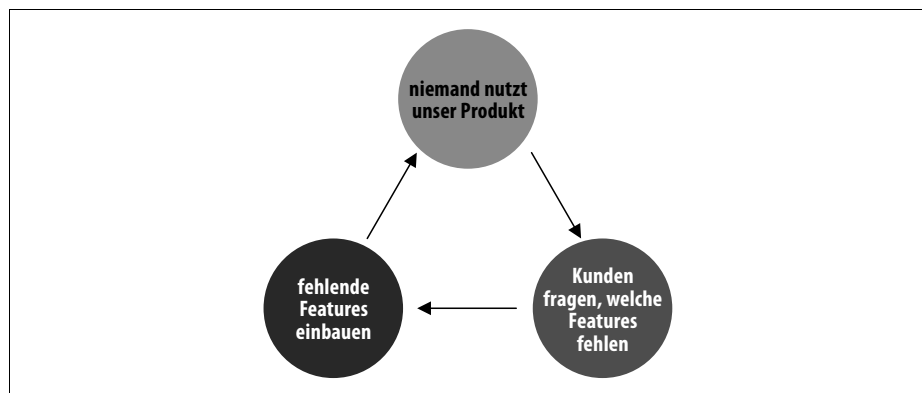 niemand nutzt
unser Produkt
Kunden
fragen, welche
Features
fehlen
fehlende
Features
einbauen